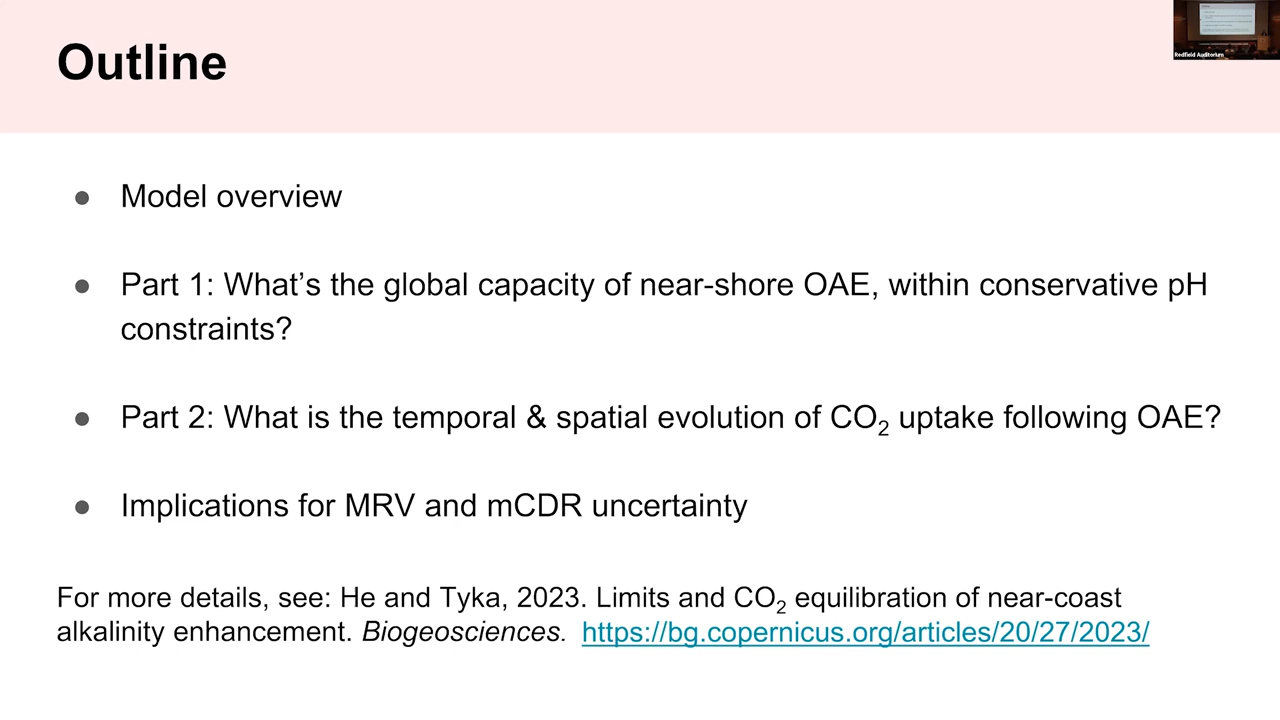 Outline
Redfield Auditorium
● Model overview
● Part 1: What’s the global capacity of near-shore OAE, within conservative pH
constraints?
● Part 2: What is the temporal & spatial evolution of CO₂ uptake following OAE?
● Implications for MRV and mCDR uncertainty
For more details, see: He and Tyka, 2023. Limits and CO₂ equilibration of near-coast
alkalinity enhancement. Biogeosciences. https://bg.copernicus.org/articles/20/27/2023/